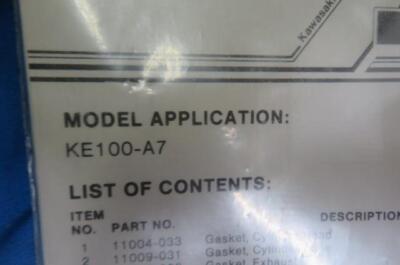 Kawasaki
MODEL APPLICATION:
KE100-A7
LIST OF CONTENTS:
ITEM NO. PART NO. DESCRIPTION
1 11004-033 Gasket, Cylinder Head
2 11009-031 Gasket, Cylinder
Gasket, Exhaust